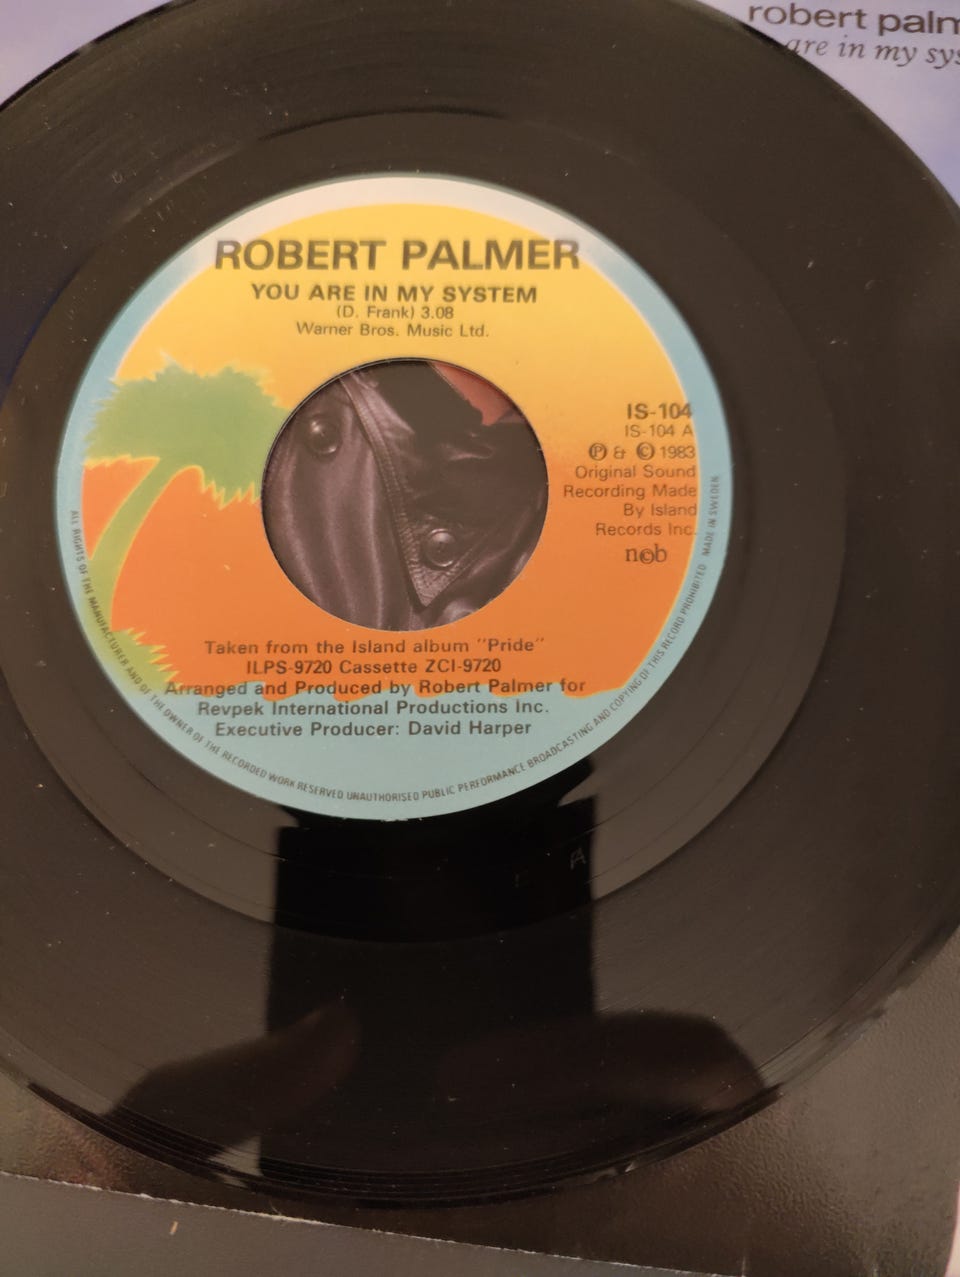 robert palm
are in my sys
ROBERT PALMER
YOU ARE IN MY SYSTEM
(D. Frank) 3.08
Warner Bros. Music Ltd.
IS-104
IS-104 A
Ⓟ & © 1983
Original Sound
Recording Made
By Island
Records Inc.
n©b
Taken from the Island album "Pride"
ILPS-9720 Cassette ZCI-9720
Arranged and Produced by Robert Palmer for
Revpek International Productions Inc.
Executive Producer: David Harper
ALL RIGHTS OF THE MANUFACTURER AND OF THE OWNER OF THE RECORDED WORK RESERVED UNAUTHORISED PUBLIC PERFORMANCE BROADCASTING AND COPYING OF THIS RECORD PROHIBITED MADE IN SWEDEN
A